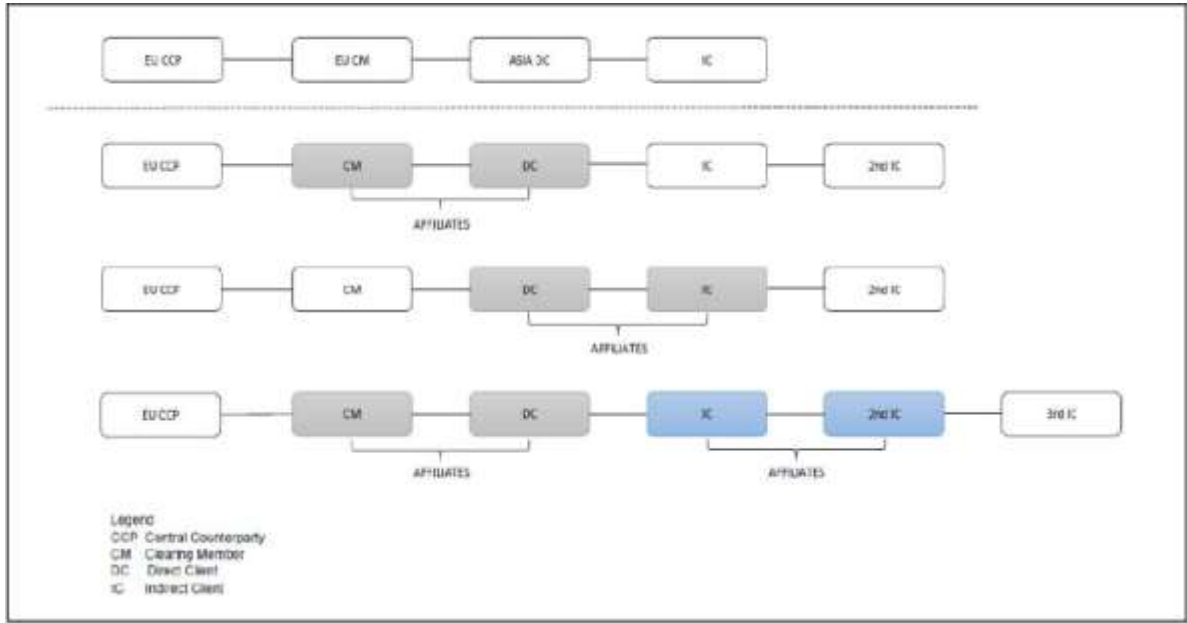 EU CCP EU CM ASIA DC IC
EU CCP CM DC IC 2nd IC
AFFILIATES
EU CCP CM DC IC 2nd IC
AFFILIATES
EU CCP CM DC IC 2nd IC 3rd IC
AFFILIATES AFFILIATES
Legend
CCP Central Counterparty
CM Clearing Member
DC Direct Client
IC Indirect Client